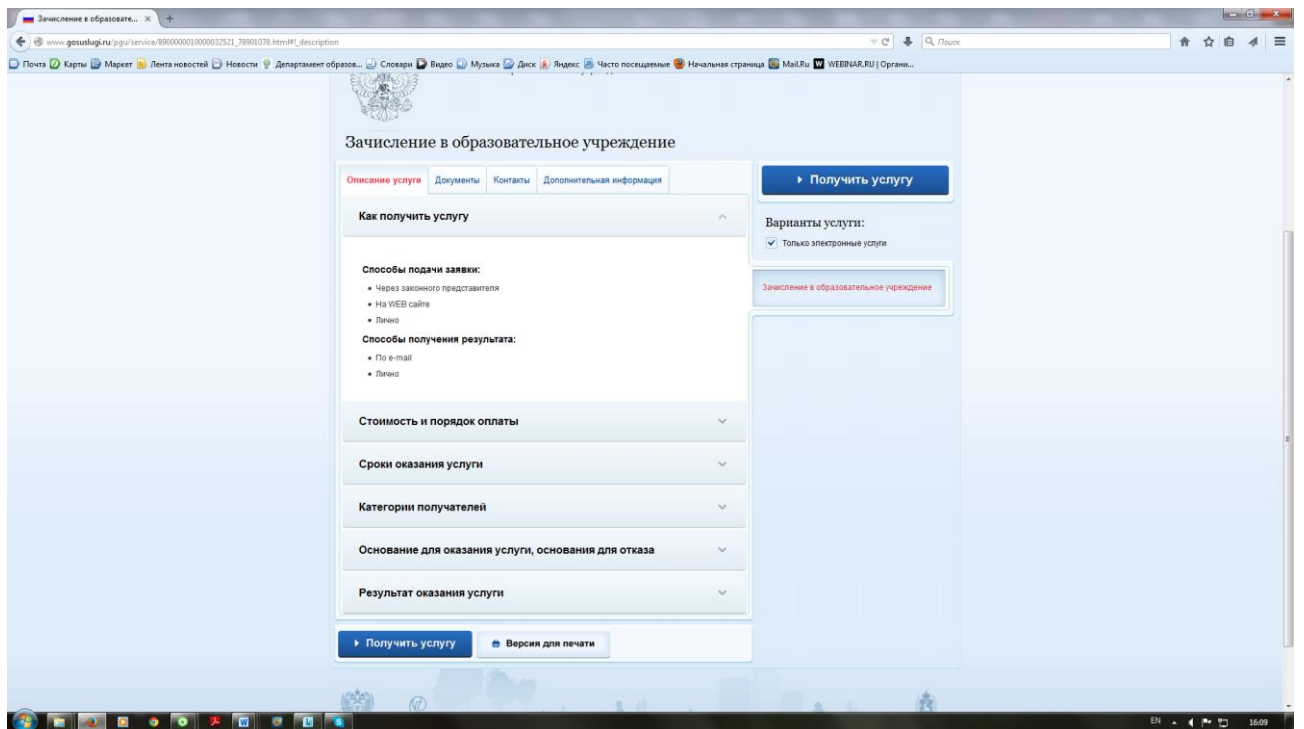 Зачисление в образовате...
www.gosuslugi.ru/pgu/service/8900000010000032521_78901078.html#!_description
Поиск
Почта Карты Маркет Лента новостей Новости Департамент образов... Словари Видео Музыка Диск Яндекс Часто посещаемые Начальная страница Mail.Ru WEBINAR.RU | Органи...
Зачисление в образовательное учреждение
Описание услуги Документы Контакты Дополнительная информация
Получить услугу
Как получить услугу
Варианты услуги:
Только электронные услуги
Способы подачи заявки:
Через законного представителя
Зачисление в образовательное учреждение
На WEB сайте
Лично
Способы получения результата:
По e-mail
Лично
Стоимость и порядок оплаты
Сроки оказания услуги
Категории получателей
Основание для оказания услуги, основания для отказа
Результат оказания услуги
Получить услугу Версия для печати
EN 16:09